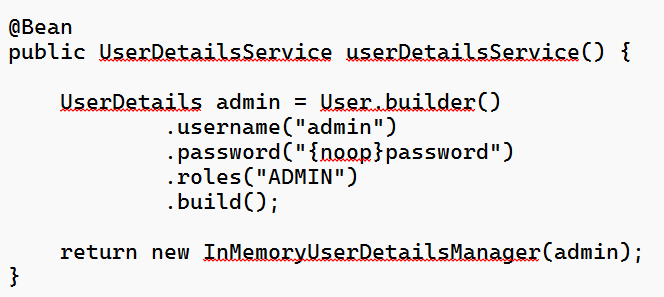 @Bean
public UserDetailsService userDetailsService() {
    UserDetails admin = User.builder()
            .username("admin")
            .password("{noop}password")
            .roles("ADMIN")
            .build();
    return new InMemoryUserDetailsManager(admin);
}